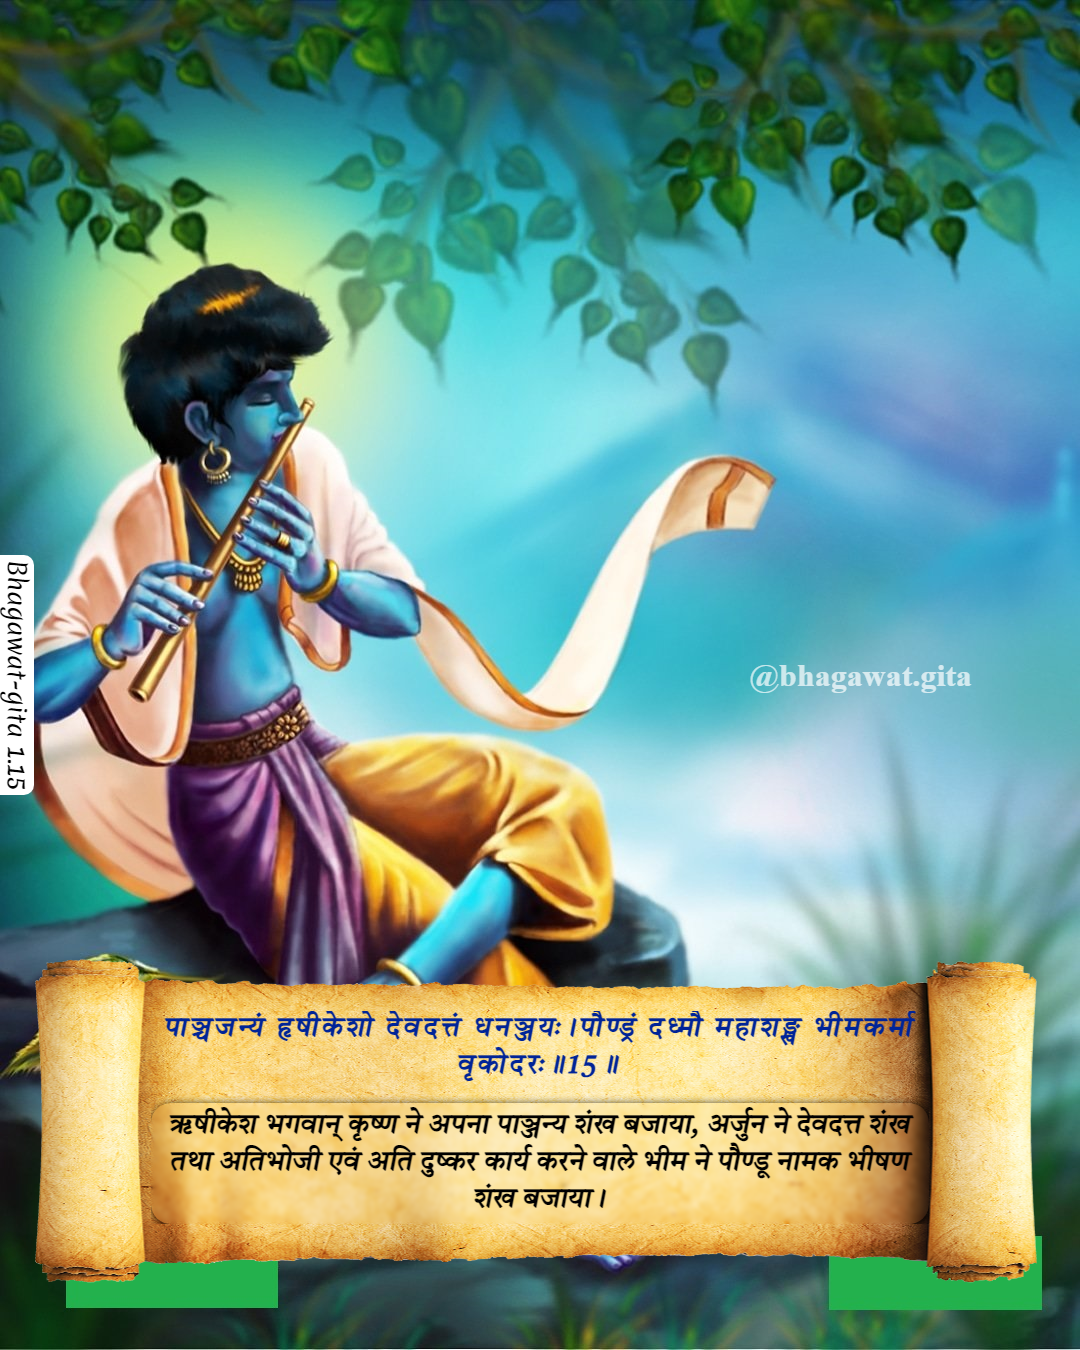 Bhagawat-gita 1.15
@bhagawat.gita
पाञ्चजन्यं हृषीकेशो देवदत्तं धनञ्जयः।पौण्ड्रं दध्मौ महाशङ्ख भीमकर्मा
वृकोदरः॥15॥
ऋषीकेश भगवान् कृष्ण ने अपना पाञ्जन्य शंख बजाया, अर्जुन ने देवदत्त शंख
तथा अतिभोजी एवं अति दुष्कर कार्य करने वाले भीम ने पौण्डू नामक भीषण
शंख बजाया।